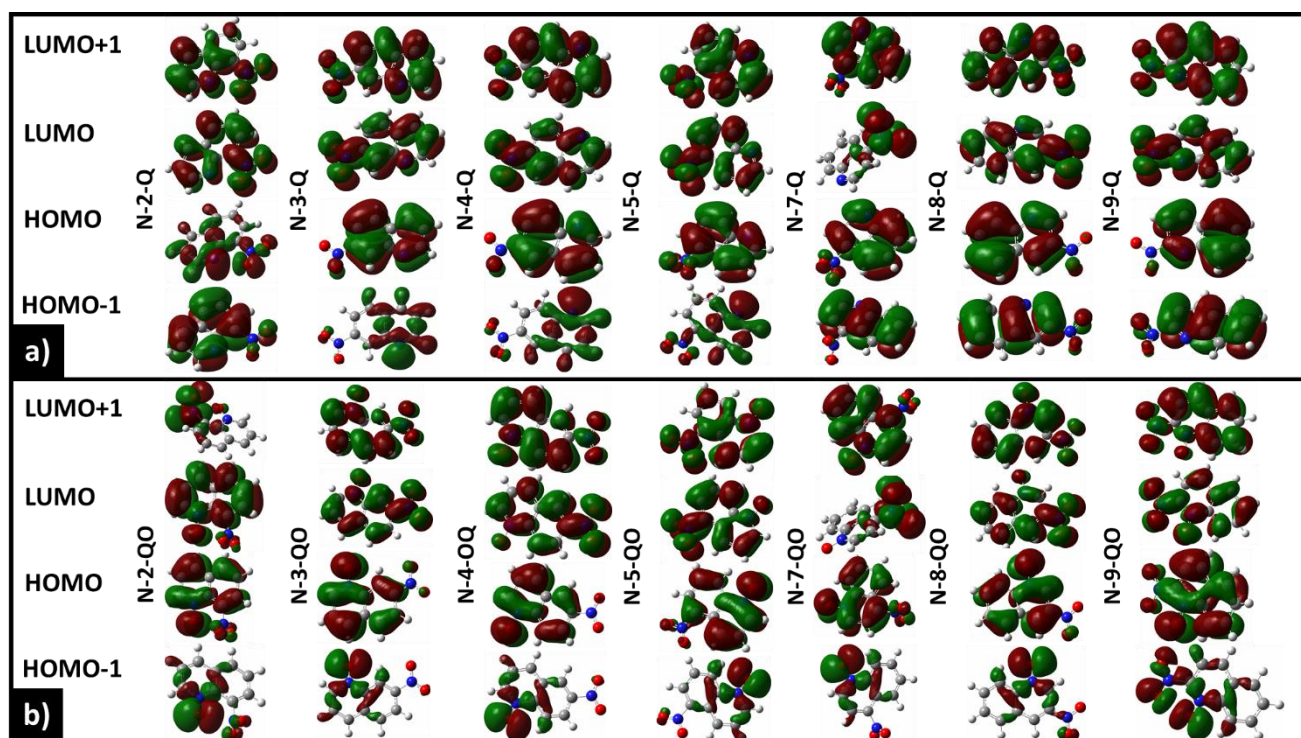 LUMO+1
LUMO
HOMO
HOMO-1
N-2-Q
N-3-Q
N-4-Q
N-5-Q
N-7-Q
N-8-Q
N-9-Q
a)
LUMO+1
LUMO
HOMO
HOMO-1
N-2-QO
N-3-QO
N-4-OQ
N-5-QO
N-7-QO
N-8-QO
N-9-QO
b)